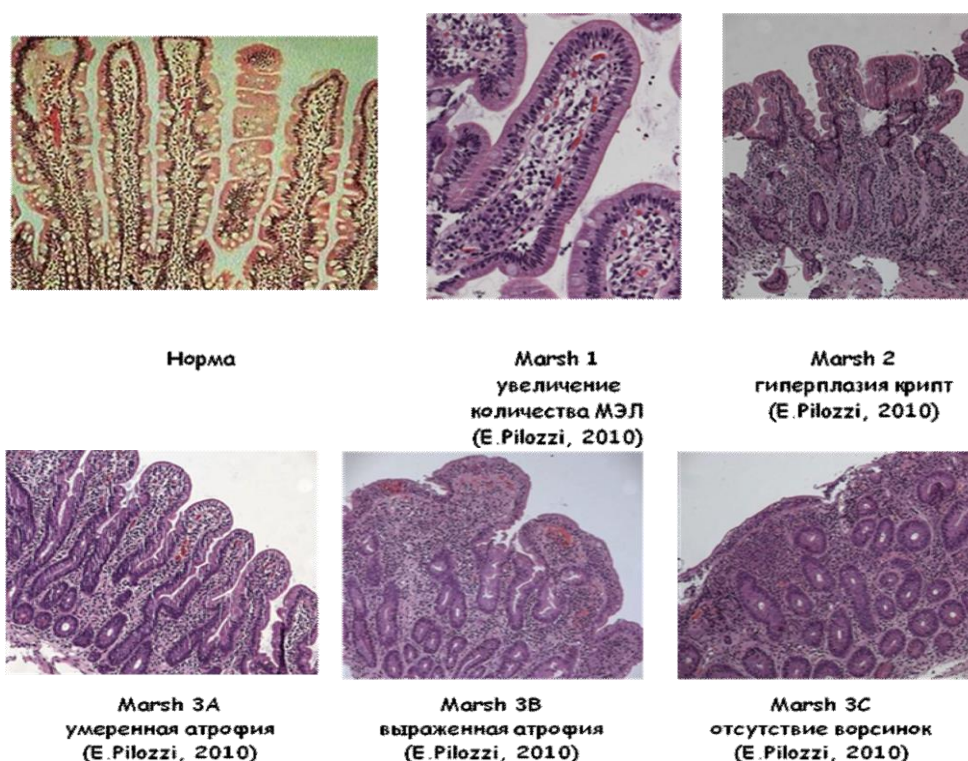 Норма
Marsh 1
увеличение
количества МЭЛ
(E.Pilozzi, 2010)
Marsh 2
гиперплазия крипт
(E.Pilozzi, 2010)
Marsh 3A
умеренная атрофия
(E.Pilozzi, 2010)
Marsh 3B
выраженная атрофия
(E.Pilozzi, 2010)
Marsh 3C
отсутствие ворсинок
(E.Pilozzi, 2010)